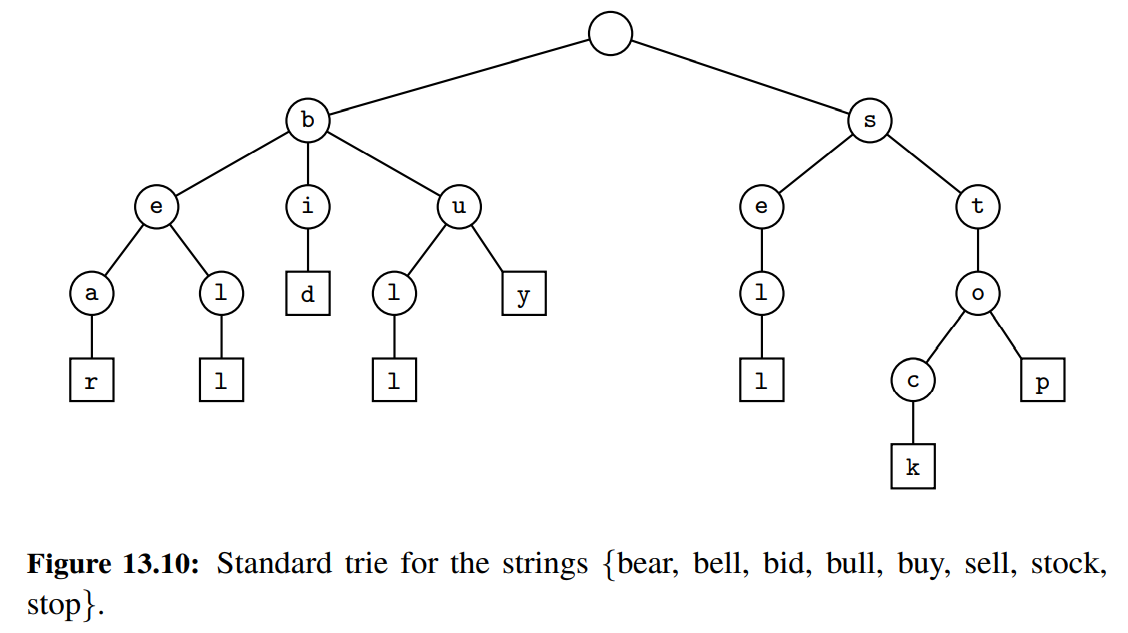 b s
e i u e t
a l d l y l o
r l l l c p
k
Figure 13.10: Standard trie for the strings {bear, bell, bid, bull, buy, sell, stock,
stop}.